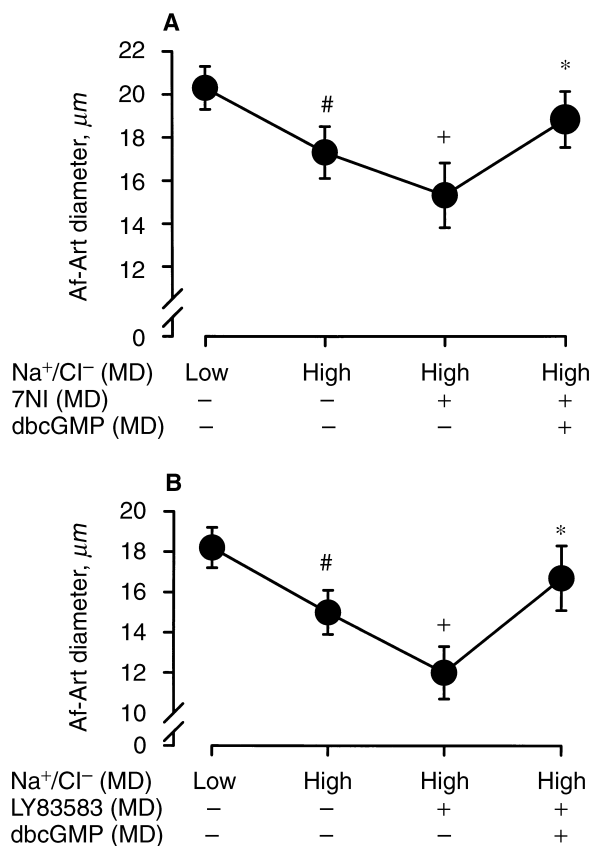 A
22
20
18
16
14
12
0
Af-Art diameter, μm
# + *
Na⁺/Cl⁻ (MD) Low High High High
7NI (MD) − − + +
dbcGMP (MD) − − − +
B
20
18
16
14
12
10
0
Af-Art diameter, μm
# + *
Na⁺/Cl⁻ (MD) Low High High High
LY83583 (MD) − − + +
dbcGMP (MD) − − − +